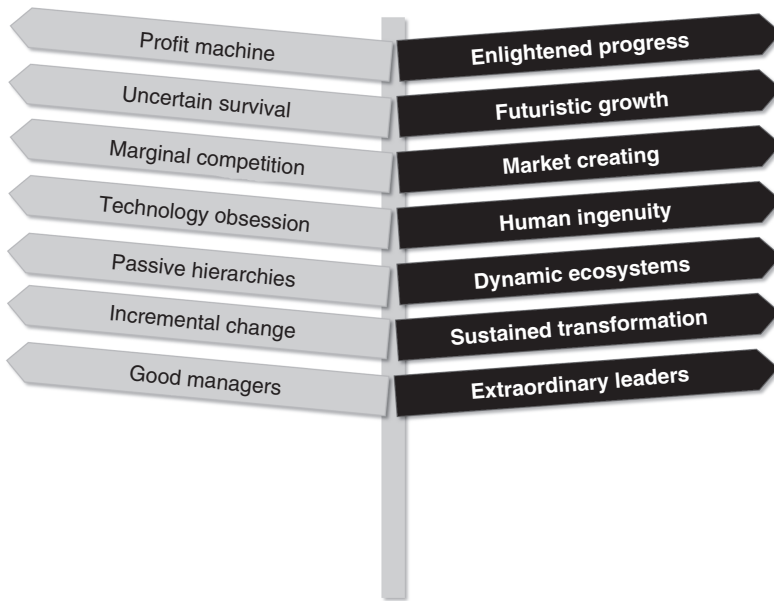 Profit machine
Enlightened progress
Uncertain survival
Futuristic growth
Marginal competition
Market creating
Technology obsession
Human ingenuity
Passive hierarchies
Dynamic ecosystems
Incremental change
Sustained transformation
Good managers
Extraordinary leaders